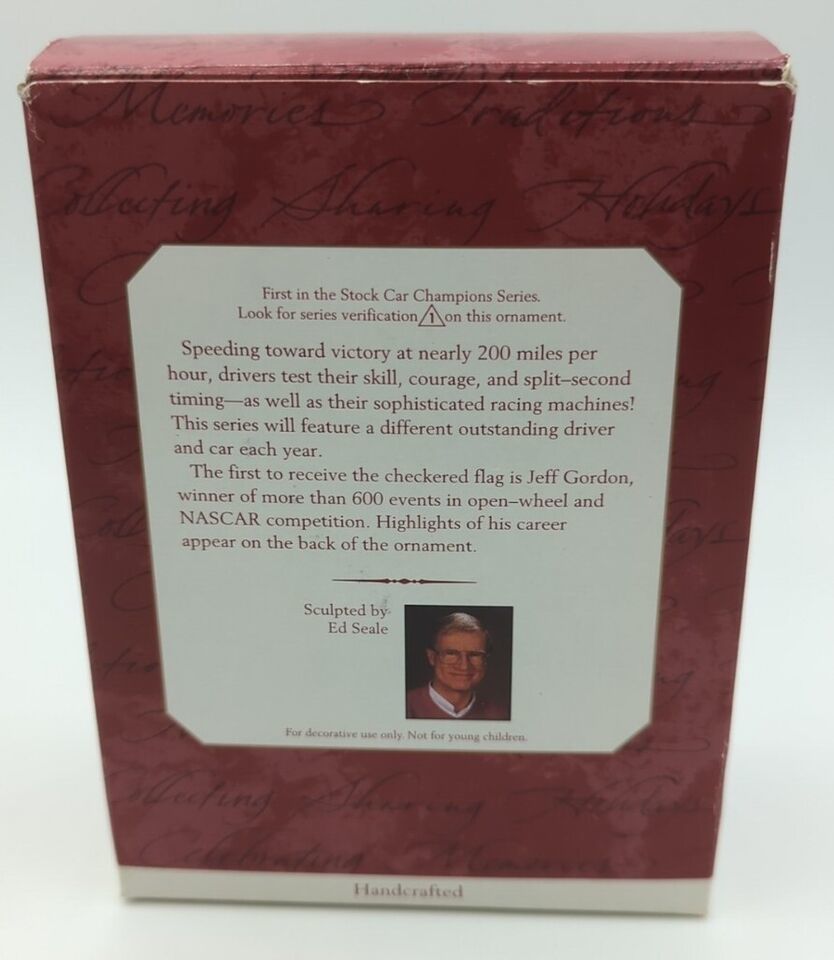 Memories Traditions
Collecting Sharing Holidays
First in the Stock Car Champions Series.
Look for series verification 1 on this ornament.
Speeding toward victory at nearly 200 miles per
hour, drivers test their skill, courage, and split–second
timing—as well as their sophisticated racing machines!
This series will feature a different outstanding driver
and car each year.
The first to receive the checkered flag is Jeff Gordon,
winner of more than 600 events in open–wheel and
NASCAR competition. Highlights of his career
appear on the back of the ornament.
Sculpted by
Ed Seale
For decorative use only. Not for young children.
Collecting Sharing Holidays
Celebrating Memories
Handcrafted